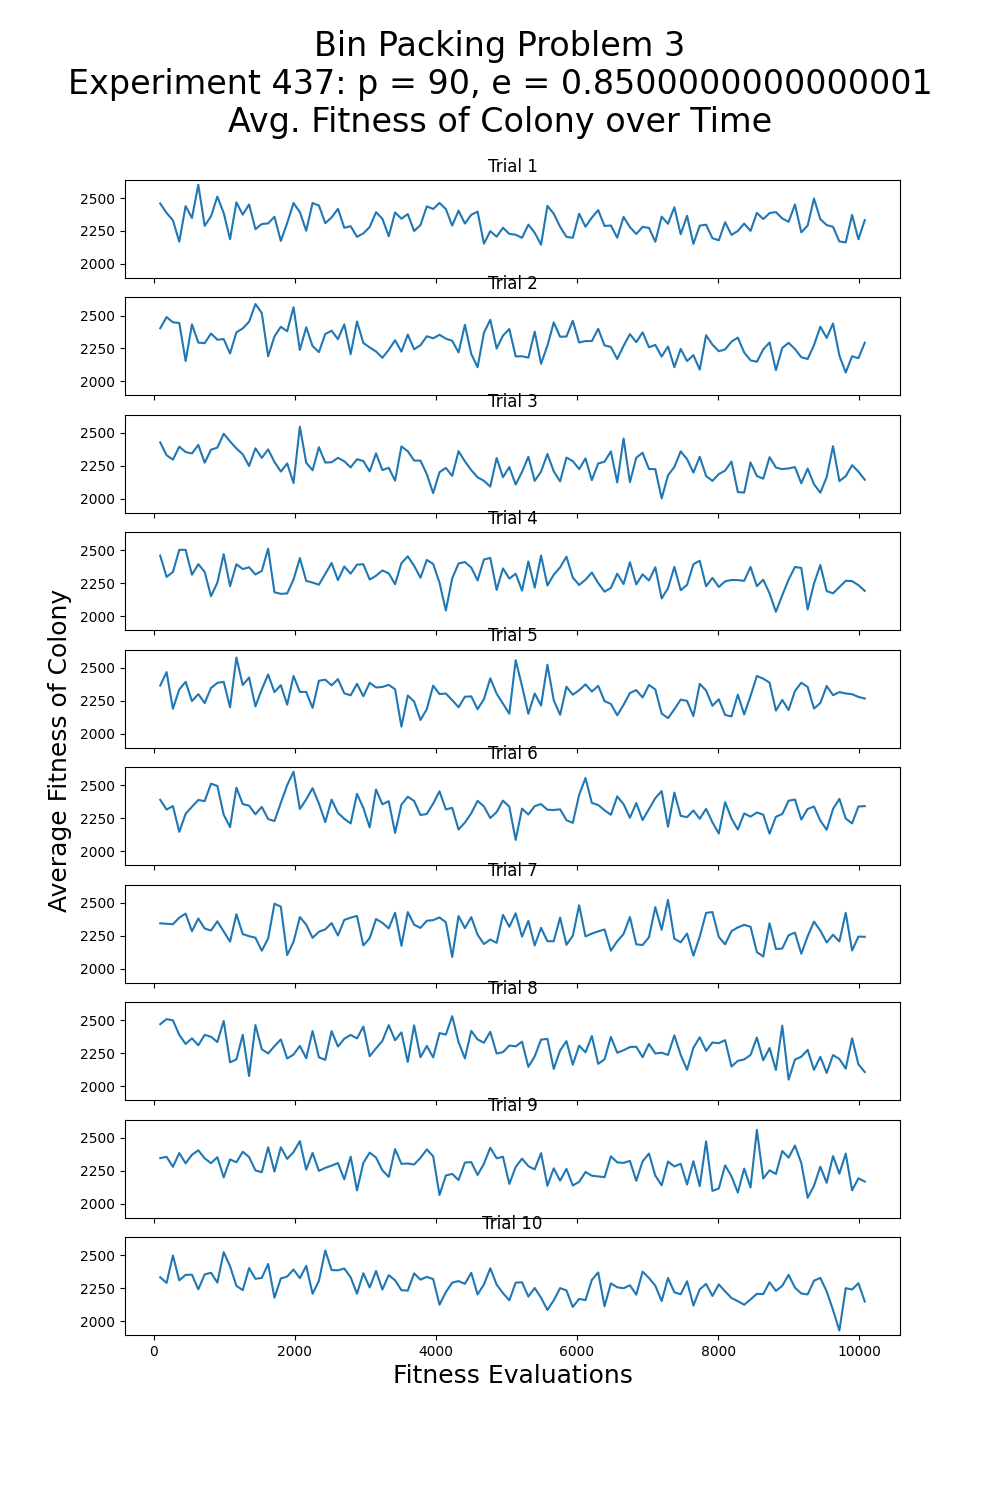 Bin Packing Problem 3
Experiment 437: p = 90, e = 0.8500000000000001
Avg. Fitness of Colony over Time
Trial 1
2500
2250
2000
Trial 2
2500
2250
2000
Trial 3
2500
2250
2000
Trial 4
2500
2250
2000
Trial 5
2500
2250
2000
Trial 6
2500
2250
2000
Trial 7
2500
2250
2000
Trial 8
2500
2250
2000
Trial 9
2500
2250
2000
Trial 10
2500
2250
2000
0 2000 4000 6000 8000 10000
Fitness Evaluations
Average Fitness of Colony